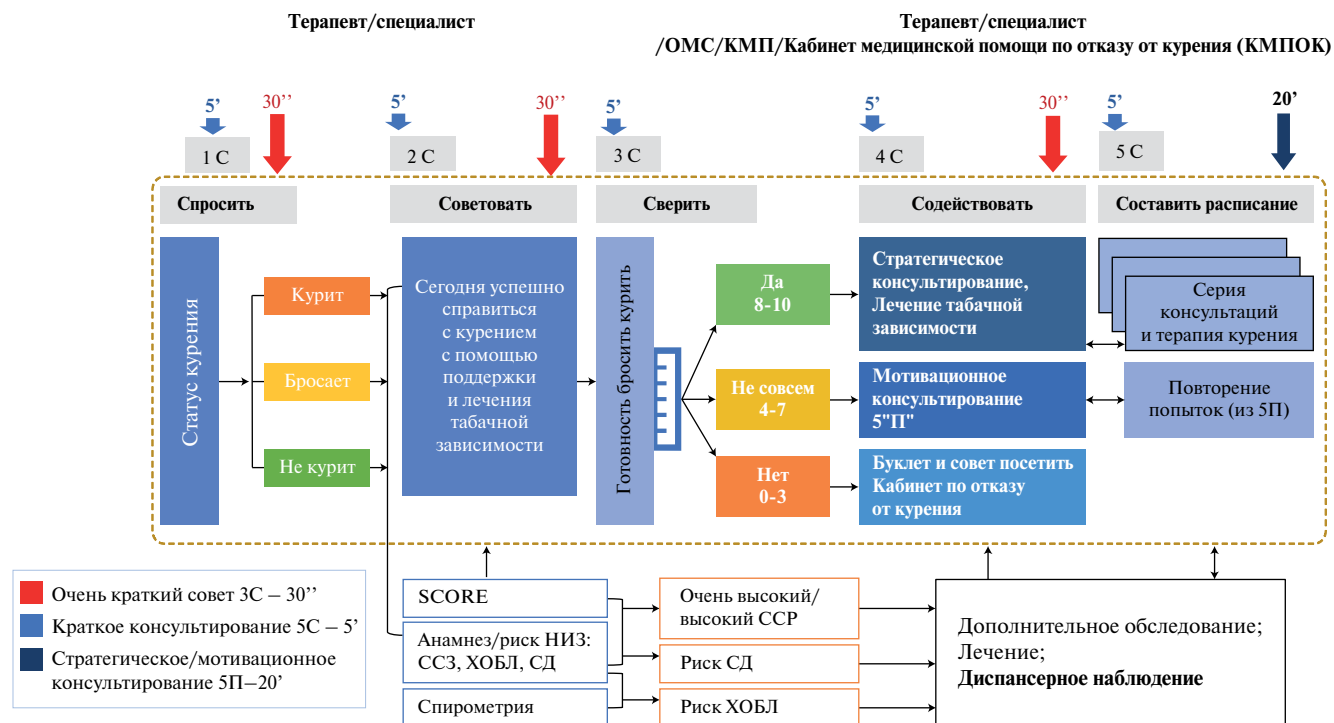 Терапевт/специалист
Терапевт/специалист
/ОМС/КМП/Кабинет медицинской помощи по отказу от курения (КМПОК)
5’
30’’
5’
30’’
5’
5’
30’’
5’
20’
1 С
2 С
3 С
4 С
5 С
Спросить
Советовать
Сверить
Содействовать
Составить расписание
Статус курения
Курит
Бросает
Не курит
Сегодня успешно
справиться
с курением
с помощью
поддержки
и лечения
табачной
зависимости
Готовность бросить курить
Да
8-10
Не совсем
4-7
Нет
0-3
Стратегическое
консультирование,
Лечение табачной
зависимости
Мотивационное
консультирование
5"П"
Буклет и совет посетить
Кабинет по отказу
от курения
Серия
консультаций
и терапия курения
Повторение
попыток (из 5П)
Очень краткий совет 3С – 30’’
Краткое консультирование 5С – 5’
Стратегическое/мотивационное
консультирование 5П–20’
SCORE
Анамнез/риск НИЗ:
ССЗ, ХОБЛ, СД
Спирометрия
Очень высокий/
высокий ССР
Риск СД
Риск ХОБЛ
Дополнительное обследование;
Лечение;
Диспансерное наблюдение